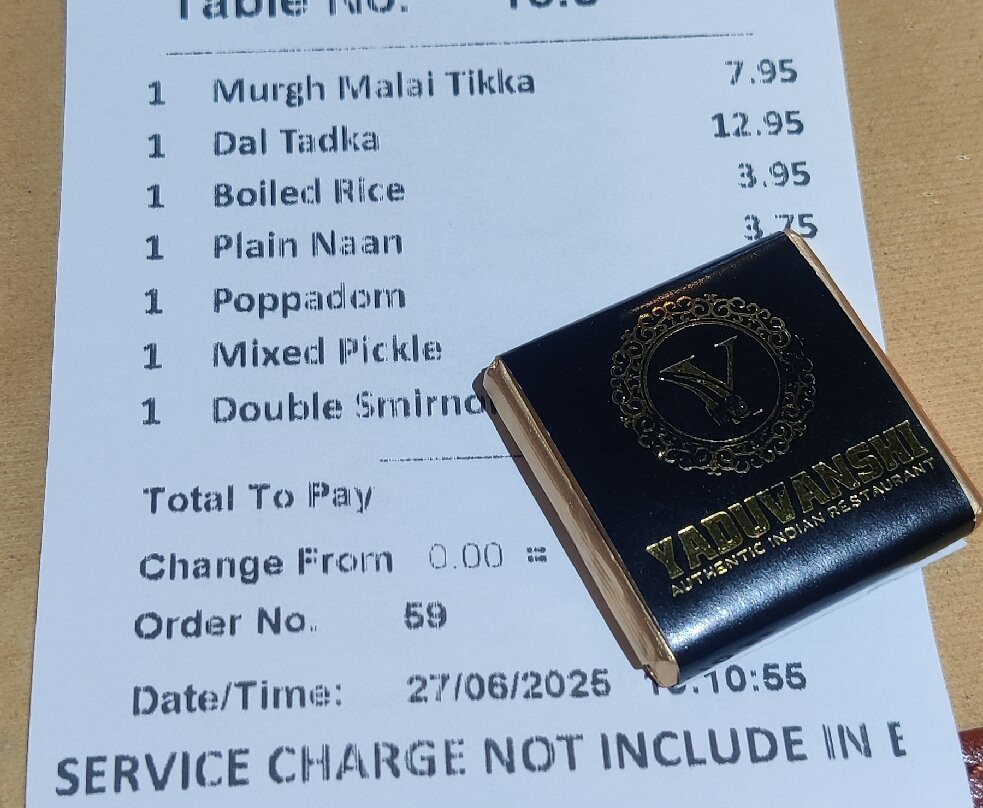 Table No.
1 Murgh Malai Tikka 7.95
1 Dal Tadka 12.95
1 Boiled Rice 3.95
1 Plain Naan 3.75
1 Poppadom
1 Mixed Pickle
1 Double
Total To Pay
Change From 0.00 =
Order No. 59
Date/Time: 27/06/2025
SERVICE CHARGE NOT INCLUDE IN
V
YADUVANSHI
AUTHENTIC INDIAN RESTAURANT